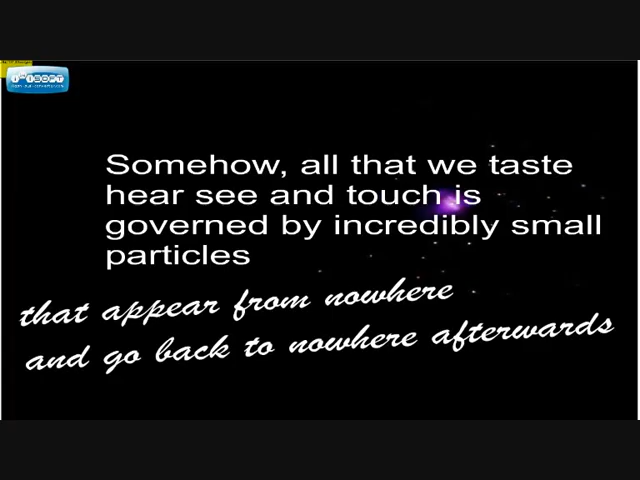 ImTOO
Somehow, all that we taste
hear see and touch is
governed by incredibly small
particles
that appear from nowhere
and go back to nowhere afterwards